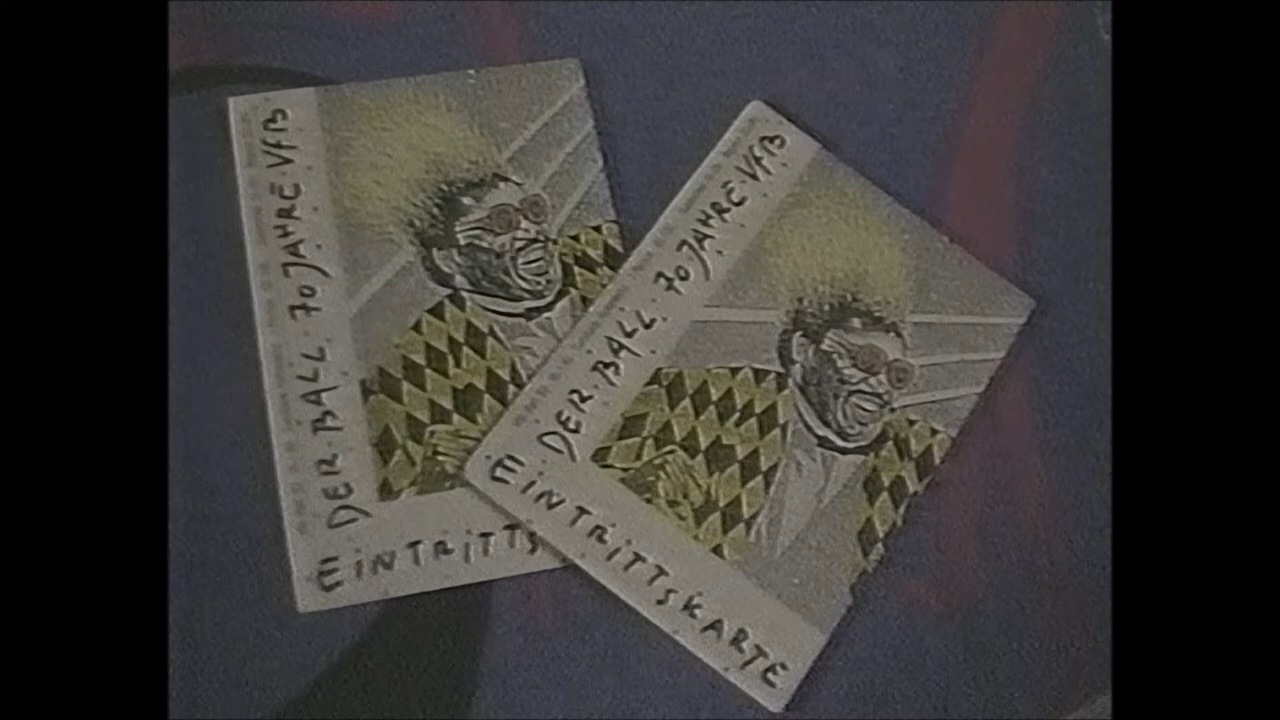 DER·BALL·70 JAHRE·VfB
EiNTRiTTS
DER·BALL·70 JAHRE·VfB
EiNTRiTTSKARTE